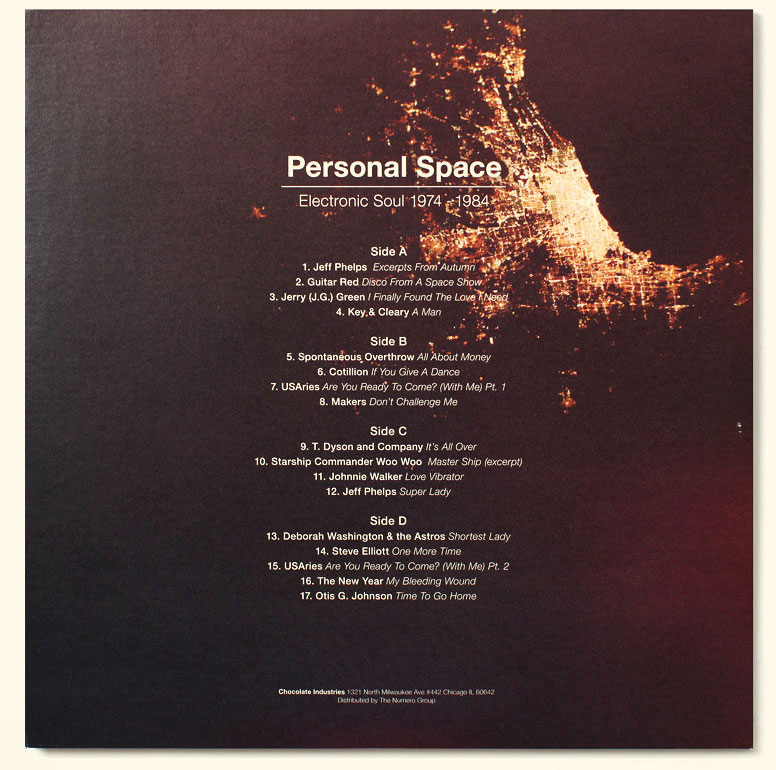 Personal Space
Electronic Soul 1974 - 1984
Side A
1. Jeff Phelps Excerpts From Autumn
2. Guitar Red Disco From A Space Show
3. Jerry (J.G.) Green I Finally Found The Love I Need
4. Key & Cleary A Man
Side B
5. Spontaneous Overthrow All About Money
6. Cotillion If You Give A Dance
7. USAries Are You Ready To Come? (With Me) Pt. 1
8. Makers Don't Challenge Me
Side C
9. T. Dyson and Company It's All Over
10. Starship Commander Woo Woo Master Ship (excerpt)
11. Johnnie Walker Love Vibrator
12. Jeff Phelps Super Lady
Side D
13. Deborah Washington & the Astros Shortest Lady
14. Steve Elliott One More Time
15. USAries Are You Ready To Come? (With Me) Pt. 2
16. The New Year My Bleeding Wound
17. Otis G. Johnson Time To Go Home
Chocolate Industries 1321 North Milwaukee Ave #442 Chicago IL 60642
Distributed by The Numero Group